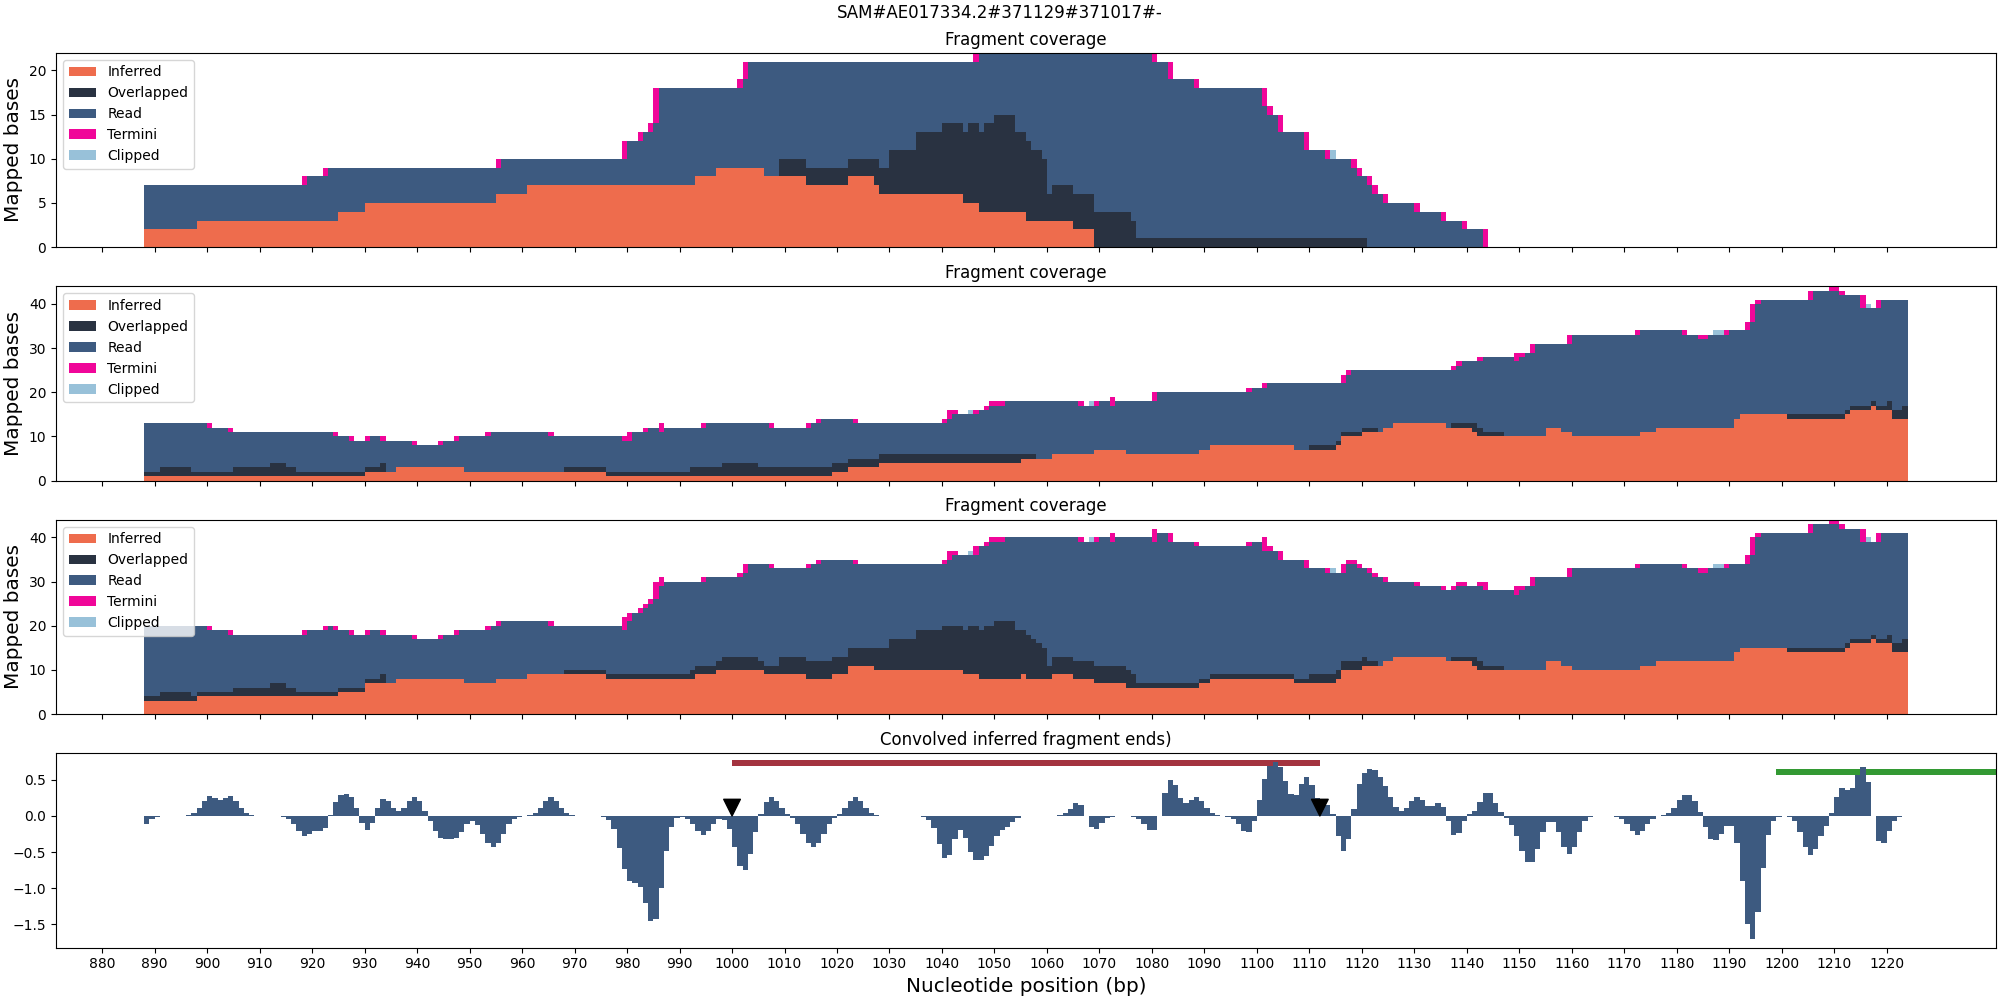 SAM#AE017334.2#371129#371017#-
Fragment coverage
Mapped bases
20
15
10
5
0
Inferred
Overlapped
Read
Termini
Clipped
Fragment coverage
Mapped bases
40
30
20
10
0
Inferred
Overlapped
Read
Termini
Clipped
Fragment coverage
Mapped bases
40
30
20
10
0
Inferred
Overlapped
Read
Termini
Clipped
Convolved inferred fragment ends)
0.5
0.0
−0.5
−1.0
−1.5
880 890 900 910 920 930 940 950 960 970 980 990 1000 1010 1020 1030 1040 1050 1060 1070 1080 1090 1100 1110 1120 1130 1140 1150 1160 1170 1180 1190 1200 1210 1220
Nucleotide position (bp)